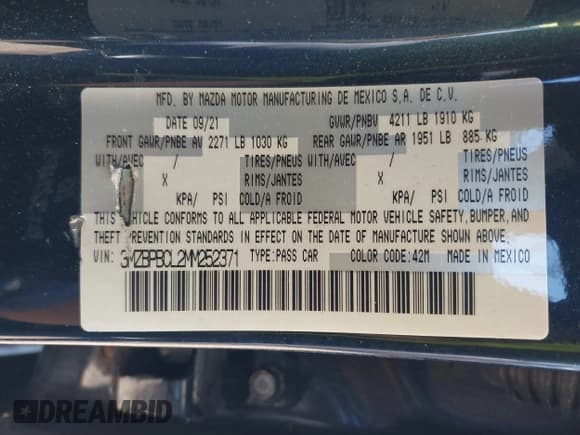 MFD. BY MAZDA MOTOR MANUFACTURING DE MEXICO S.A. DE C.V.
DATE 09/21 GVWR/PNBV 4211 LB 1910 KG
FRONT GAWR/PNBE AV 2271 LB 1030 KG REAR GAWR/PNBE AR 1951 LB 885 KG
WITH/AVEC / TIRES/PNEUS WITH/AVEC / TIRES/PNEUS
X RIMS/JANTES X RIMS/JANTES
KPA/ PSI COLD/A FROID KPA/ PSI COLD/A FROID
THIS VEHICLE CONFORMS TO ALL APPLICABLE FEDERAL MOTOR VEHICLE SAFETY, BUMPER, AND
THEFT PREVENTION STANDARDS IN EFFECT ON THE DATE OF MANUFACTURE SHOWN ABOVE.
VIN: 3MZBPBCL2MM252371 TYPE:PASS CAR COLOR CODE:42M MADE IN MEXICO
DREAMBID